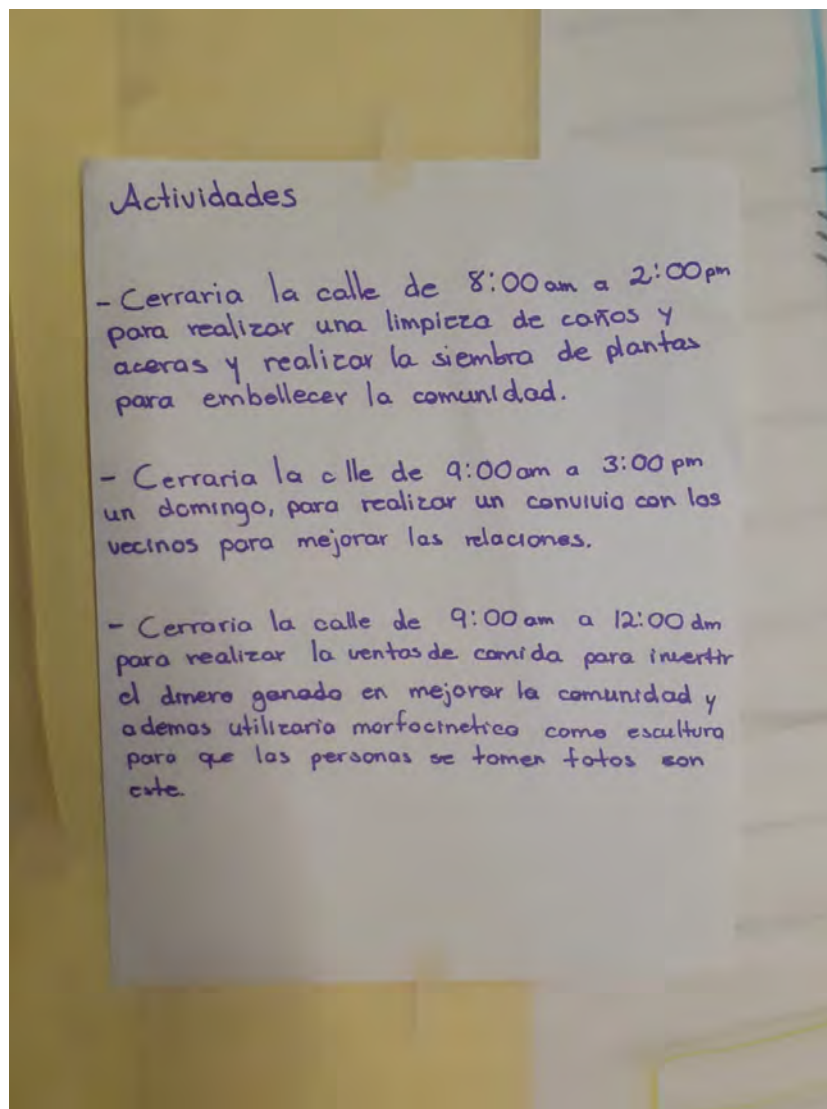 Actividades
- Cerraria la calle de 8:00 am a 2:00 pm
para realizar una limpieza de caños y
aceras y realizar la siembra de plantas
para embellecer la comunidad.
- Cerraria la c lle de 9:00 am a 3:00 pm
un domingo, para realizar un convivio con los
vecinos para mejorar las relaciones.
- Cerraria la calle de 9:00 am a 12:00 dm
para realizar la ventas de comida para invertir
el dinero ganado en mejorar la comunidad y
ademas utilizaria morfocinetico como escultura
para que las personas se tomen fotos con
este.